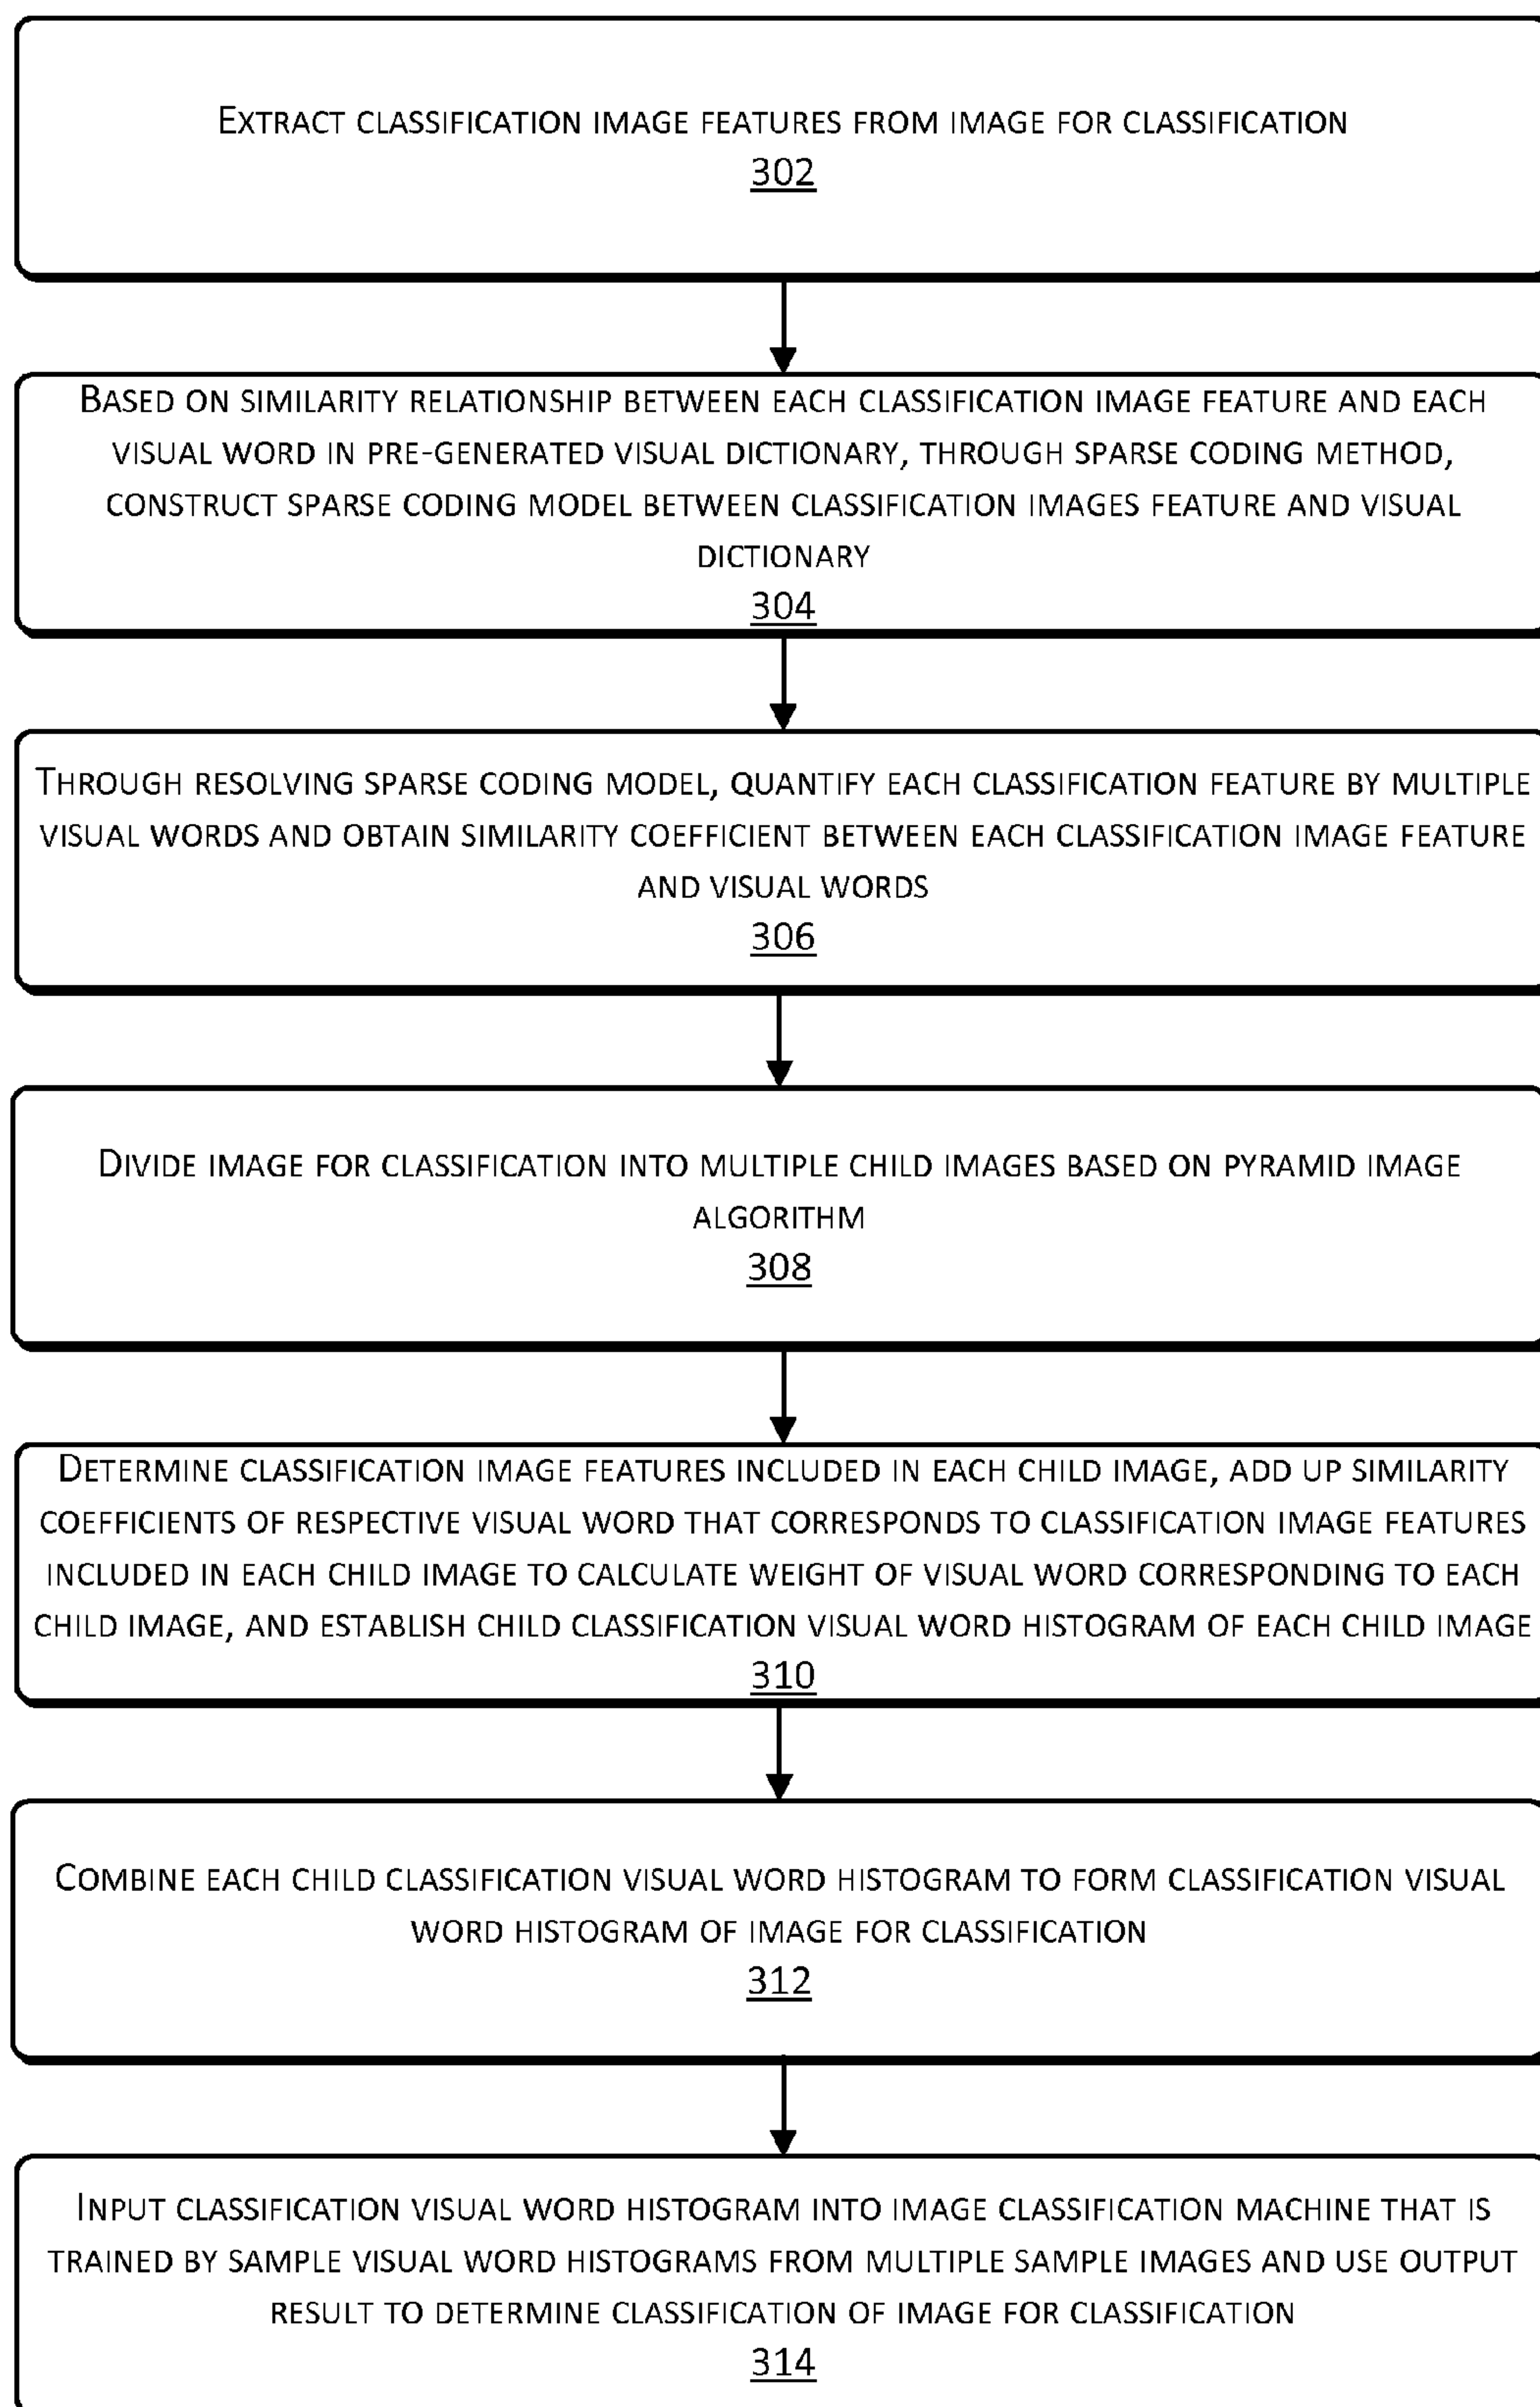 Extract classification image features from image for classification
302
Based on similarity relationship between each classification image feature and each
visual word in pre-generated visual dictionary, through sparse coding method,
construct sparse coding model between classification images feature and visual
dictionary
304
Through resolving sparse coding model, quantify each classification feature by multiple
visual words and obtain similarity coefficient between each classification image feature
and visual words
306
Divide image for classification into multiple child images based on pyramid image
algorithm
308
Determine classification image features included in each child image, add up similarity
coefficients of respective visual word that corresponds to classification image features
included in each child image to calculate weight of visual word corresponding to each
child image, and establish child classification visual word histogram of each child image
310
Combine each child classification visual word histogram to form classification visual
word histogram of image for classification
312
Input classification visual word histogram into image classification machine that is
trained by sample visual word histograms from multiple sample images and use output
result to determine classification of image for classification
314